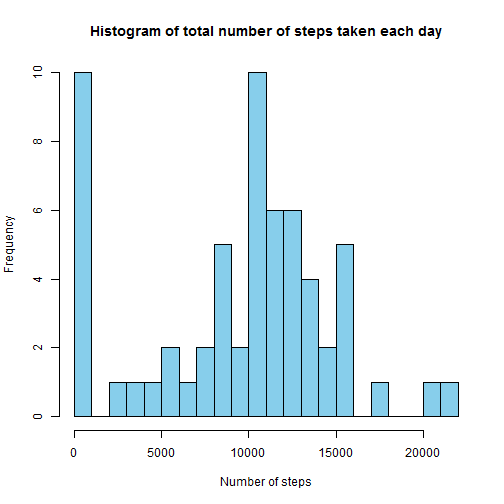 Histogram of total number of steps taken each day
Frequency
10
8
6
4
2
0
0 5000 10000 15000 20000
Number of steps